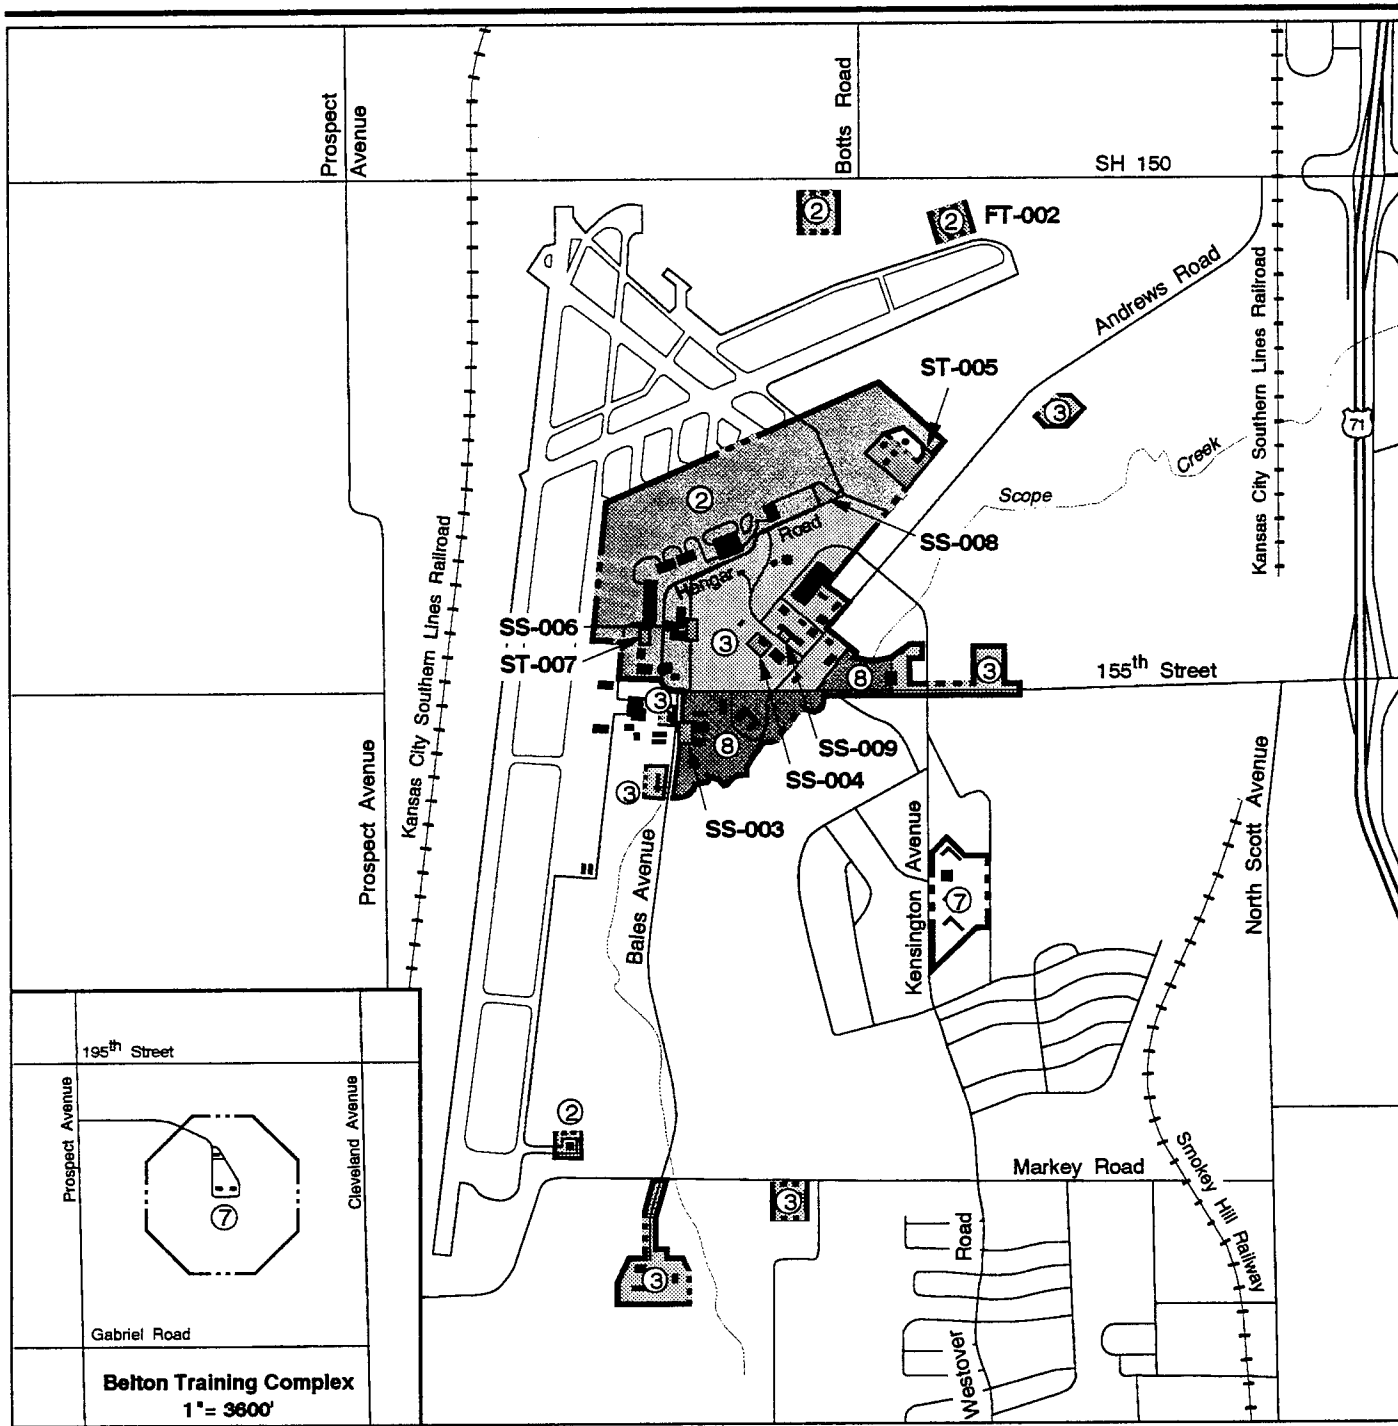 Prospect
Avenue
Botts Road
SH 150
2
2
FT-002
Andrews Road
Kansas City Southern Lines Railroad
71
ST-005
3
Creek
Scope
2
Road
SS-008
Hangar
Kansas City Southern Lines Railroad
SS-006
3
ST-007
3
8
3
155th Street
3
8
SS-009
SS-004
3
SS-003
Prospect Avenue
Bales Avenue
Kensington Avenue
7
North Scott Avenue
195th Street
Prospect Avenue
Cleveland Avenue
7
Gabriel Road
Belton Training Complex
1"= 3600'
2
Markey Road
Smokey Hill Railway
3
3
Westover Road